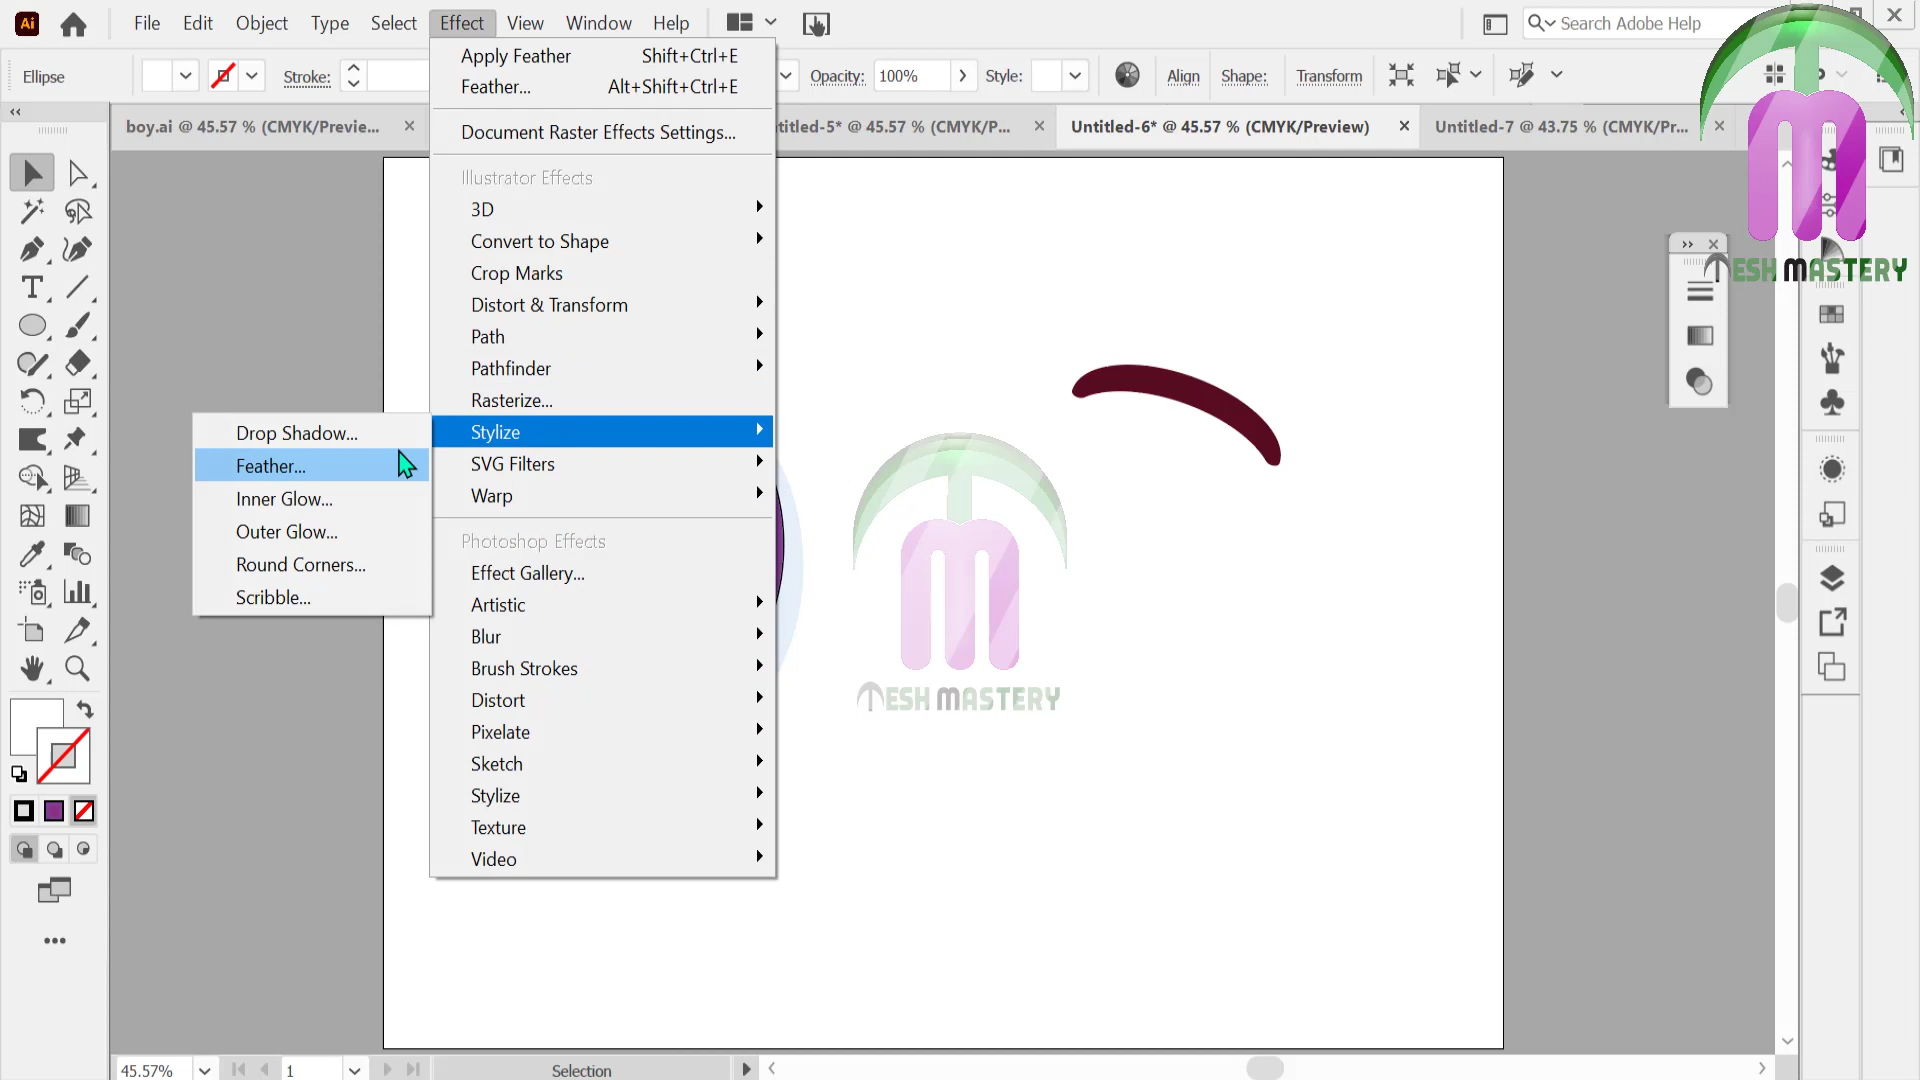 Ai File Edit Object Type Select Effect View Window Help Search Adobe Help
Ellipse Stroke: Opacity: 100% Style: Align Shape: Transform
boy.ai @ 45.57 % (CMYK/Previe... titled-5* @ 45.57 % (CMYK/P... Untitled-6* @ 45.57 % (CMYK/Preview) Untitled-7 @ 43.75 % (CMYK/Pr...
Apply Feather Shift+Ctrl+E
Feather... Alt+Shift+Ctrl+E
Document Raster Effects Settings...
Illustrator Effects
3D
Convert to Shape
Crop Marks
Distort & Transform
Path
Pathfinder
Rasterize...
Stylize
SVG Filters
Warp
Photoshop Effects
Effect Gallery...
Artistic
Blur
Brush Strokes
Distort
Pixelate
Sketch
Stylize
Texture
Video
Drop Shadow...
Feather...
Inner Glow...
Outer Glow...
Round Corners...
Scribble...
TESH MASTERY
TESH MASTERY
45.57% 1 Selection